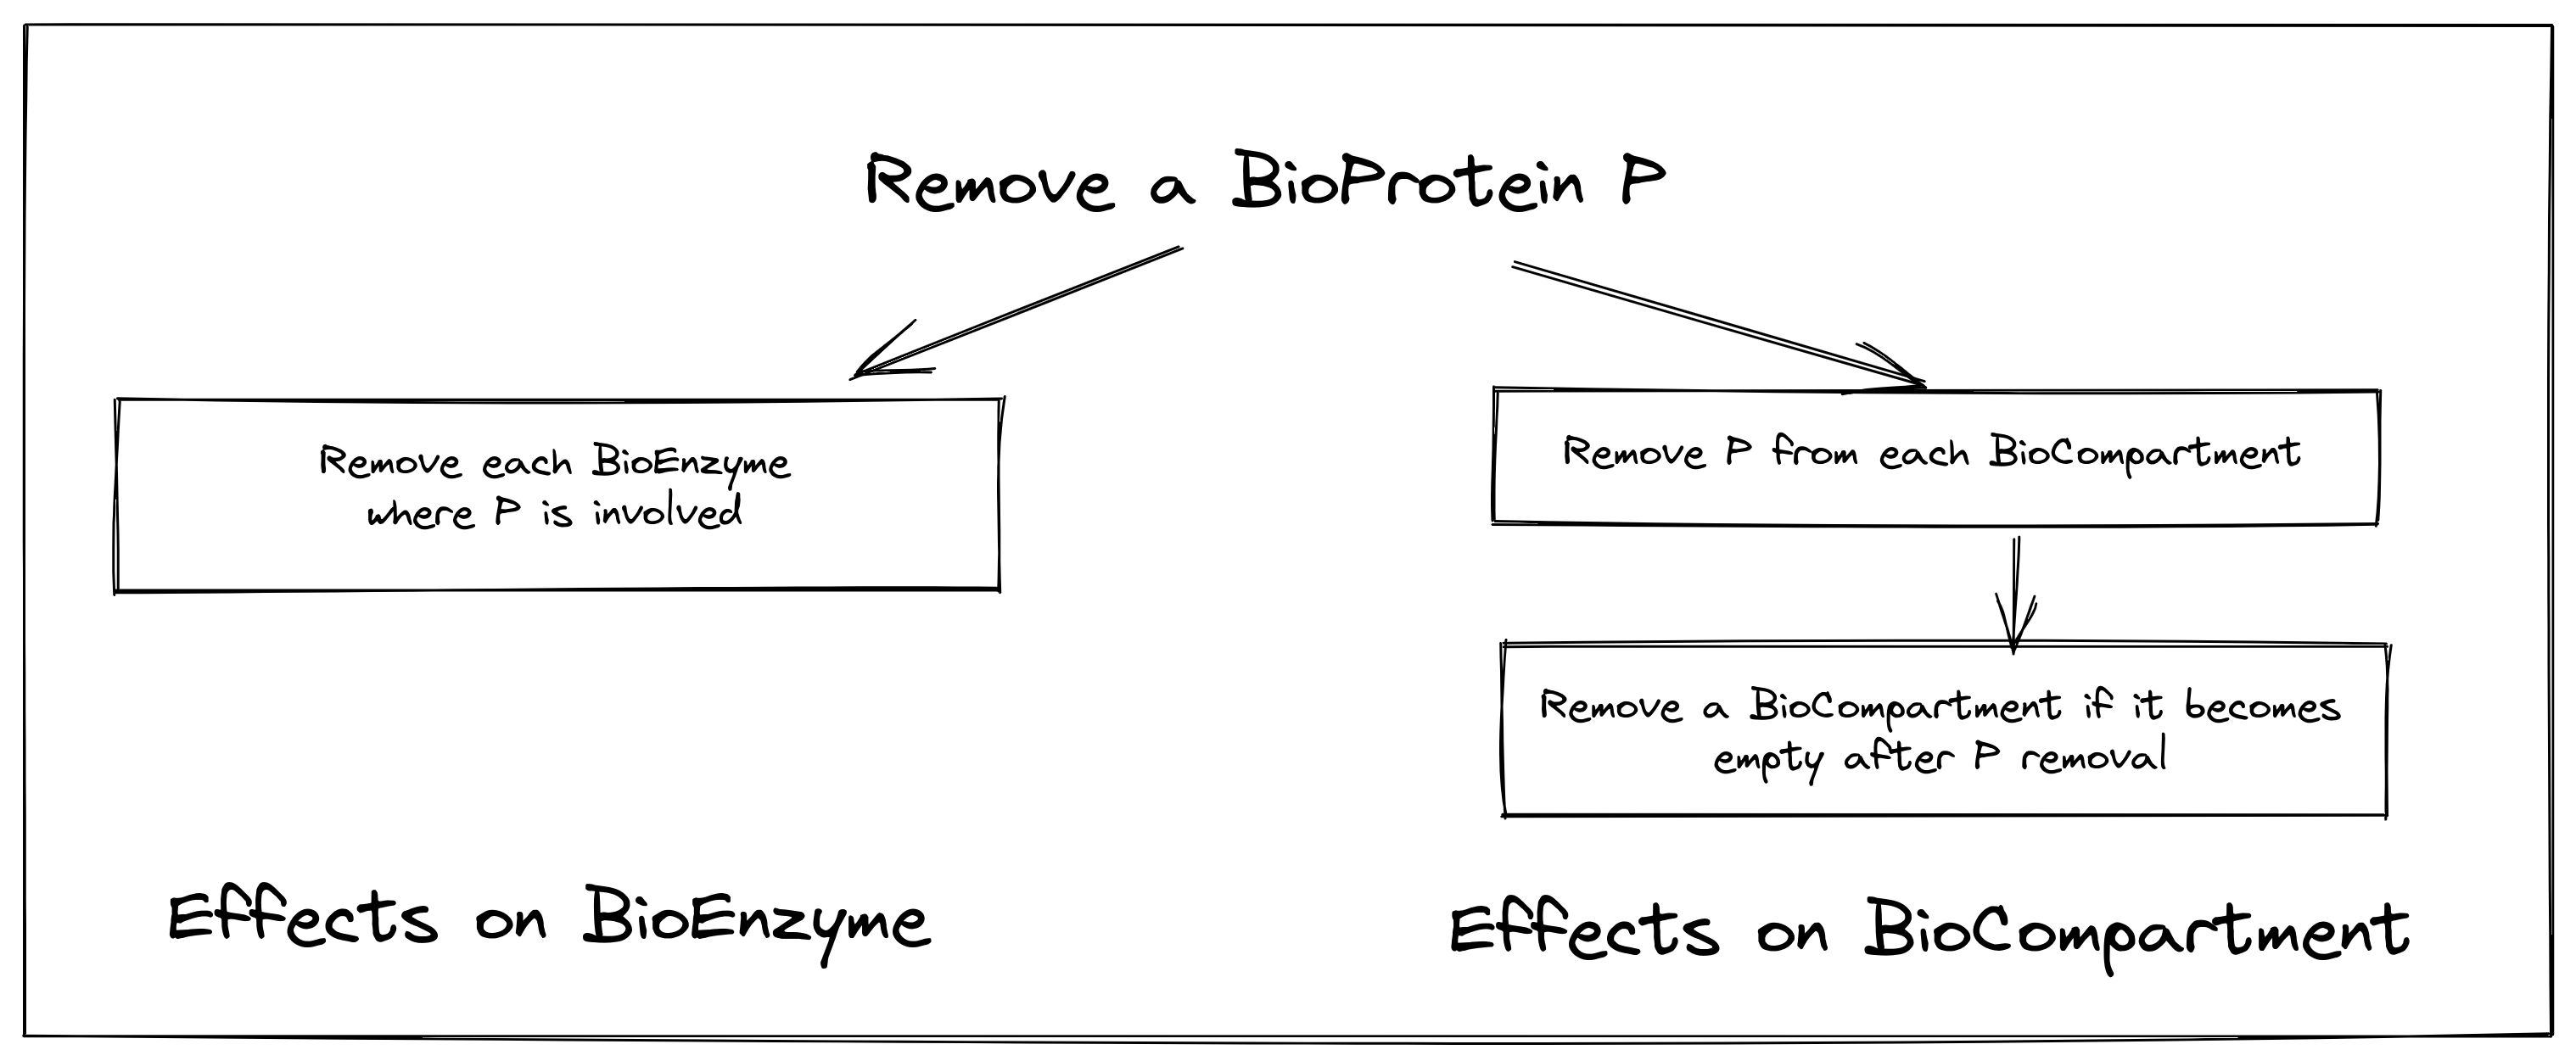 Remove a BioProtein P
Remove each BioEnzyme
where P is involved
Remove P from each BioCompartment
Remove a BioCompartment if it becomes
empty after P removal
Effects on BioEnzyme
Effects on BioCompartment